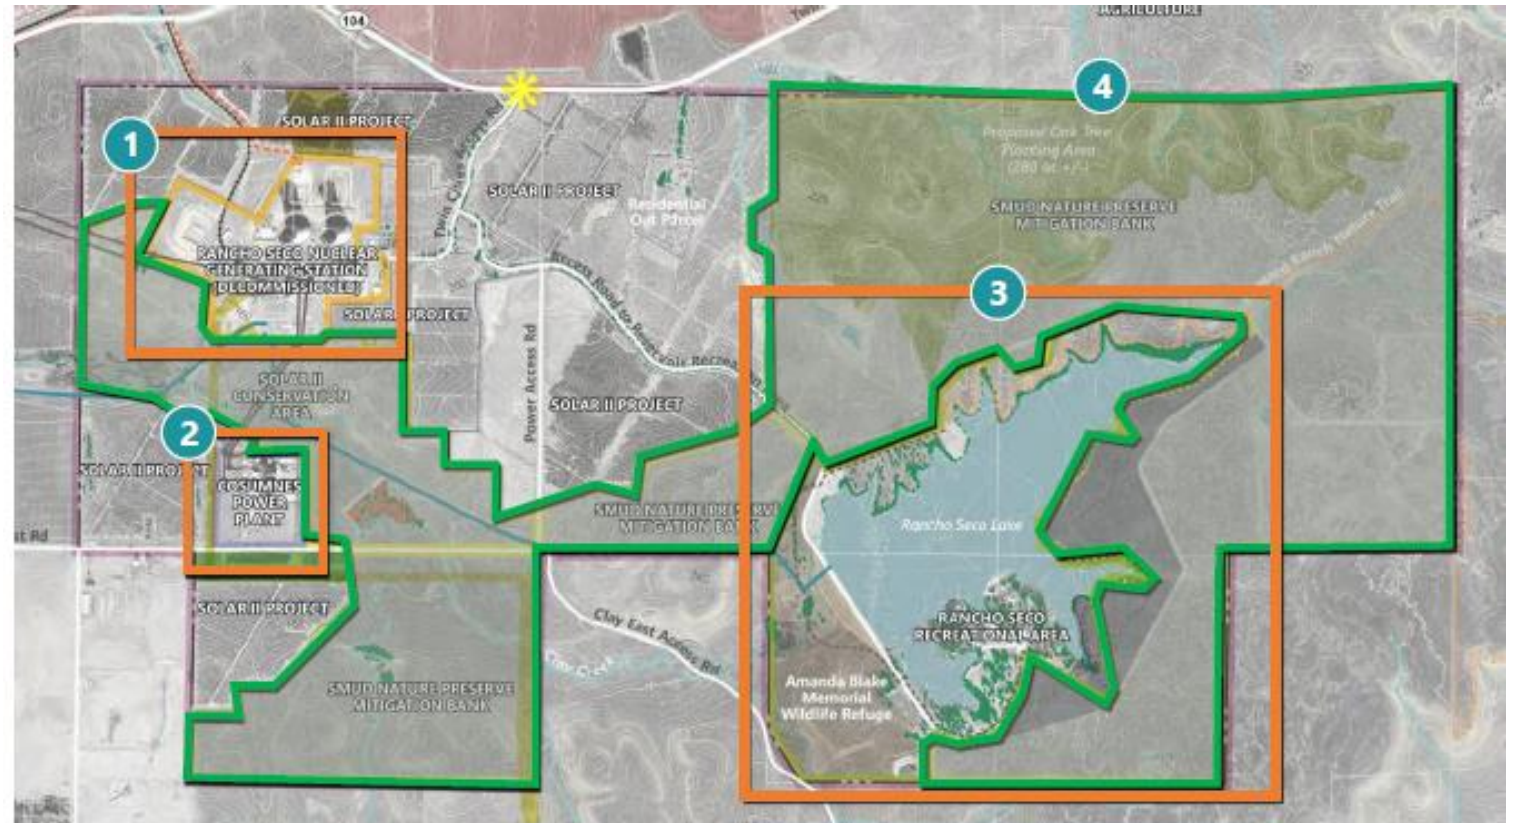 104
AGRICULTURE
4
1
SOLAR II PROJECT
Proposed Oak Tree
Planting Area
(280 ac +/-)
SOLAR II PROJECT
Residential
Out Parcel
SMUD NATURE PRESERVE
MITIGATION BANK
RANCHO SECO NUCLEAR
GENERATING STATION
(DECOMMISSIONED)
Access Road to Reservoir Recreation
3
SOLAR II PROJECT
Power Access Rd
SOLAR II
CONSERVATION
AREA
SOLAR II PROJECT
2
SOLAR II PROJECT
COSUMNES
POWER
PLANT
SMUD NATURE PRESERVE
MITIGATION BANK
Rancho Seco Lake
st Rd
SOLAR II PROJECT
Clay East Access Rd
RANCHO SECO
RECREATIONAL AREA
Clay Creek
SMUD NATURE PRESERVE
MITIGATION BANK
Amanda Blake
Memorial
Wildlife Refuge